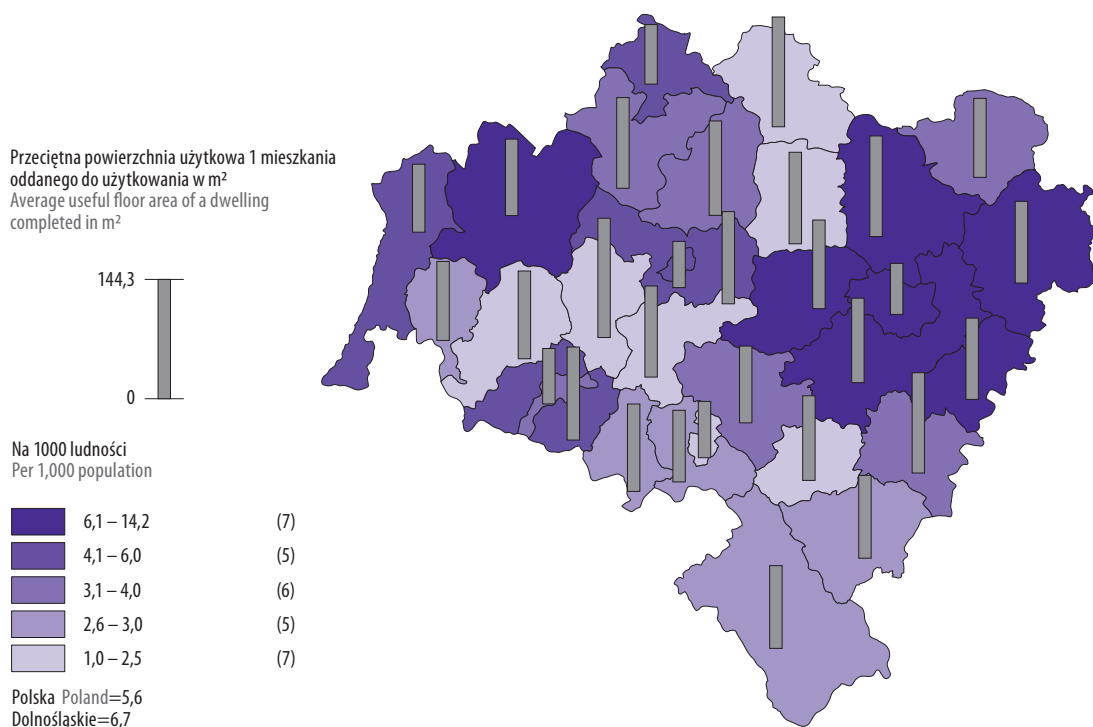 Przeciętna powierzchnia użytkowa 1 mieszkania
oddanego do użytkowania w m²
Average useful floor area of a dwelling
completed in m²
144,3
0
Na 1000 ludności
Per 1,000 population
6,1 – 14,2 (7)
4,1 – 6,0 (5)
3,1 – 4,0 (6)
2,6 – 3,0 (5)
1,0 – 2,5 (7)
Polska Poland=5,6
Dolnośląskie=6,7